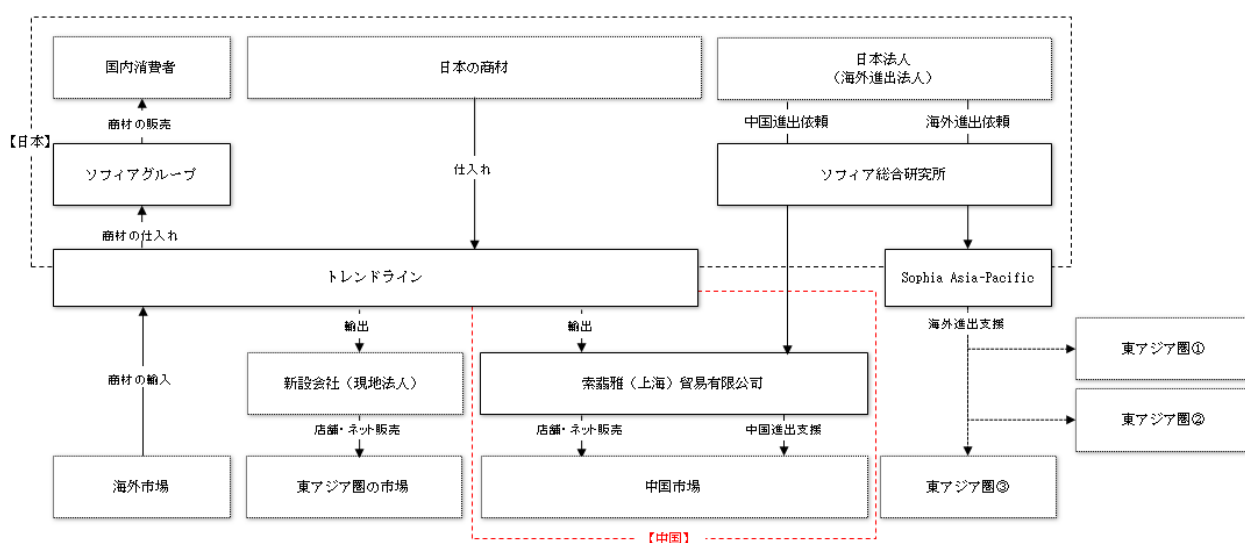 国内消費者
日本の商材
日本法人
（海外進出法人）
商材の販売
中国進出依頼
海外進出依頼
【日本】
ソフィアグループ
仕入れ
ソフィア総合研究所
商材の仕入れ
トレンドライン
Sophia Asia-Pacific
輸出
輸出
海外進出支援
東アジア圏①
商材の輸入
新設会社（現地法人）
索翡雅（上海）貿易有限公司
東アジア圏②
店舗・ネット販売
店舗・ネット販売
中国進出支援
海外市場
東アジア圏の市場
中国市場
東アジア圏③
【中国】